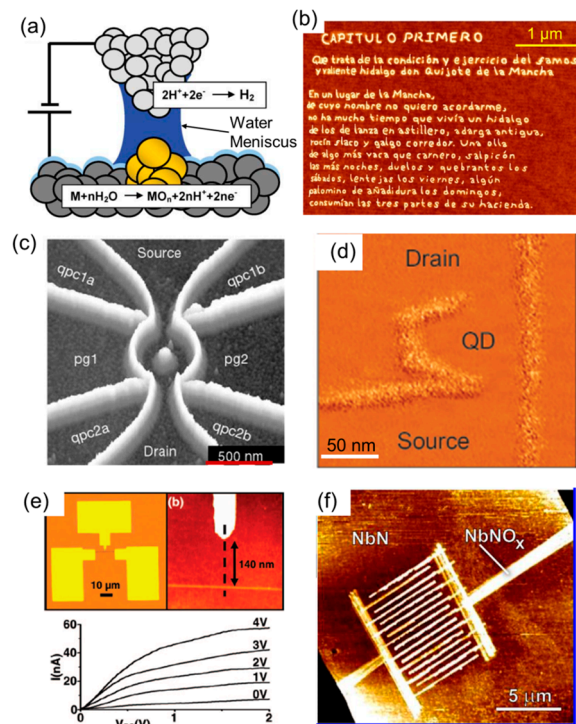 (a)
2H⁺+2e⁻ → H₂
Water
Meniscus
M+nH₂O → MOₙ+2nH⁺+2ne⁻
(b)
CAPITULO PRIMERO
1 µm
Que trata de la condición y ejercicio del famos
y valiente hidalgo don Quijote de la Mancha
En un lugar de la Mancha,
de cuyo nombre no quiero acordarme,
no ha mucho tiempo que vivía un hidalgo
de los de lanza en astillero, adarga antigua,
rocín flaco y galgo corredor. Una olla
de algo más vaca que carnero, salpicón
las más noches, duelos y quebrantos los
sábados, lentejas los viernes, algún
palomino de añadidura los domingos,
consumían las tres partes de su hacienda.
(c)
Source
qpc1a
qpc1b
pg1
pg2
qpc2a
qpc2b
Drain
500 nm
(d)
Drain
QD
Source
50 nm
(e)
10 µm
(b)
140 nm
I(nA)
60
40
20
0
4V
3V
2V
1V
0V
0
1
2
(V)
(f)
NbN
NbNOₓ
5 µm